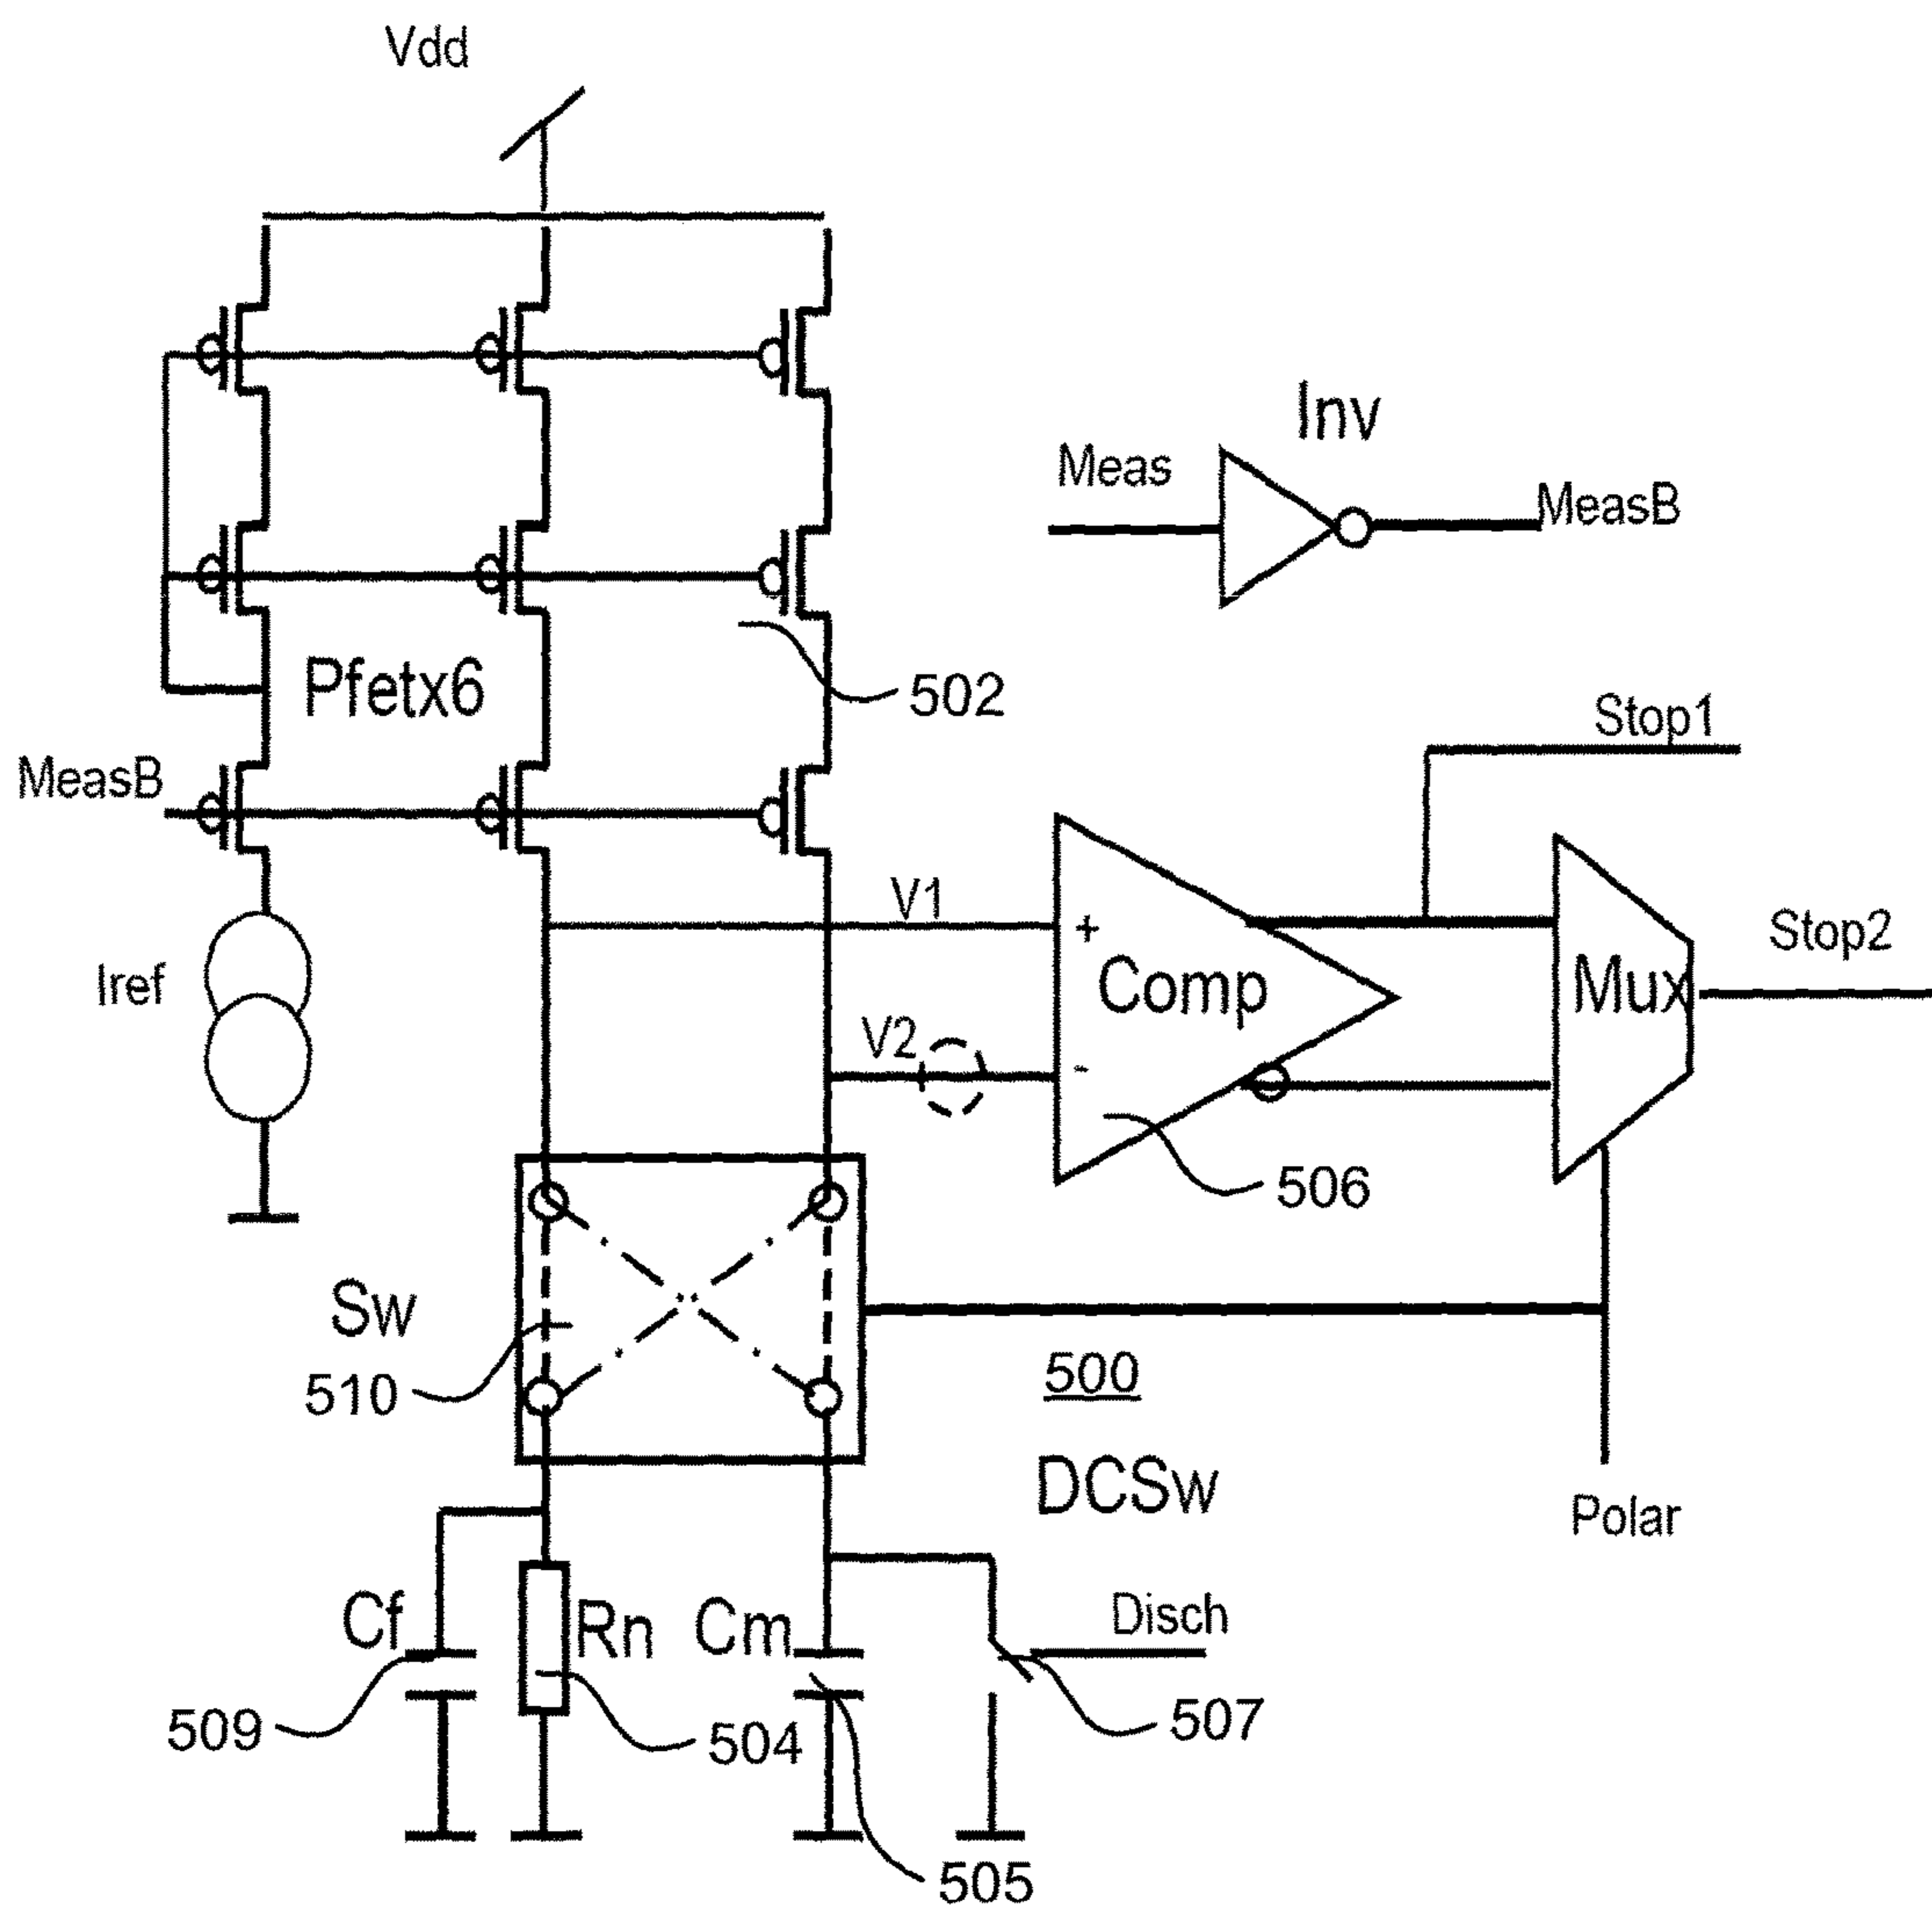 Vdd
Inv
Meas
MeasB
Pfetx6
502
Stop1
MeasB
V1
+
Stop2
Iref
Comp
Mux
V2
-
506
Sw
510
500
DCSw
Polar
Cf
Rn
Cm
Disch
509
504
507
505